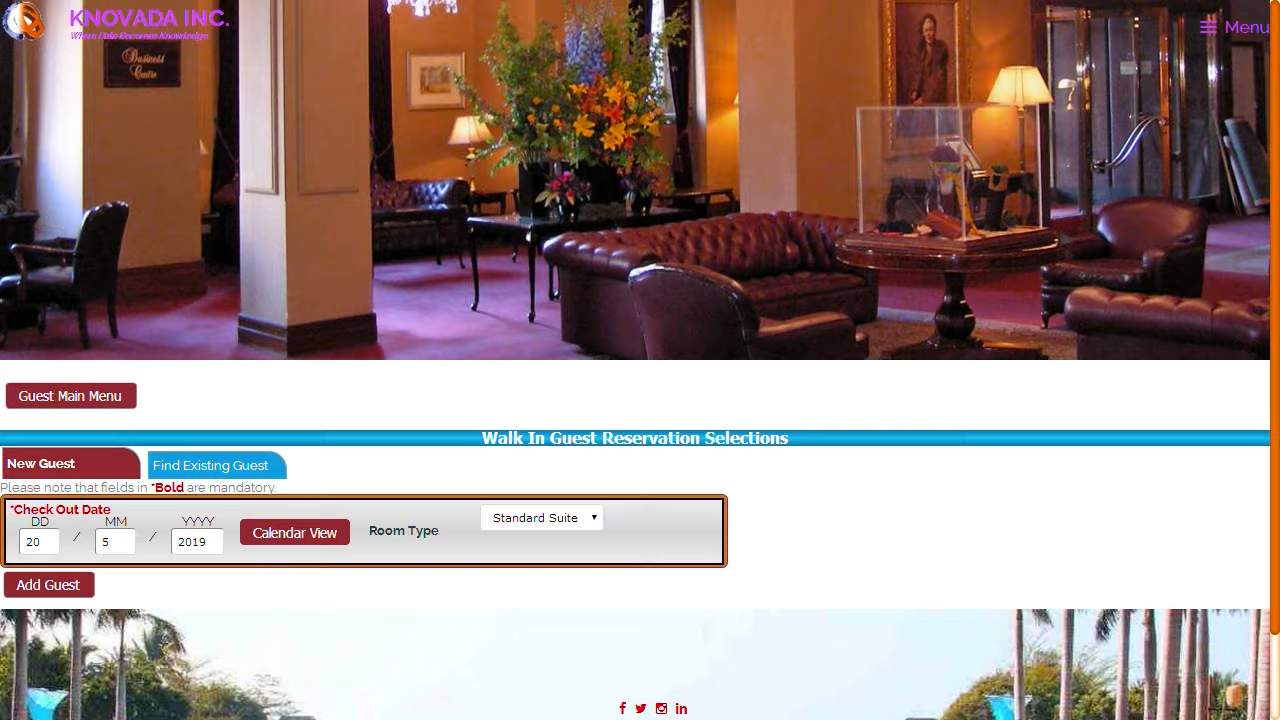 KNOVADA INC.
Where Data Becomes Knowledge
Menu
Business
Centre
Guest Main Menu
Walk In Guest Reservation Selections
New Guest
Find Existing Guest
Please note that fields in *Bold are mandatory.
*Check Out Date
DD MM YYYY
20 / 5 / 2019
Calendar View
Room Type
Standard Suite
Add Guest